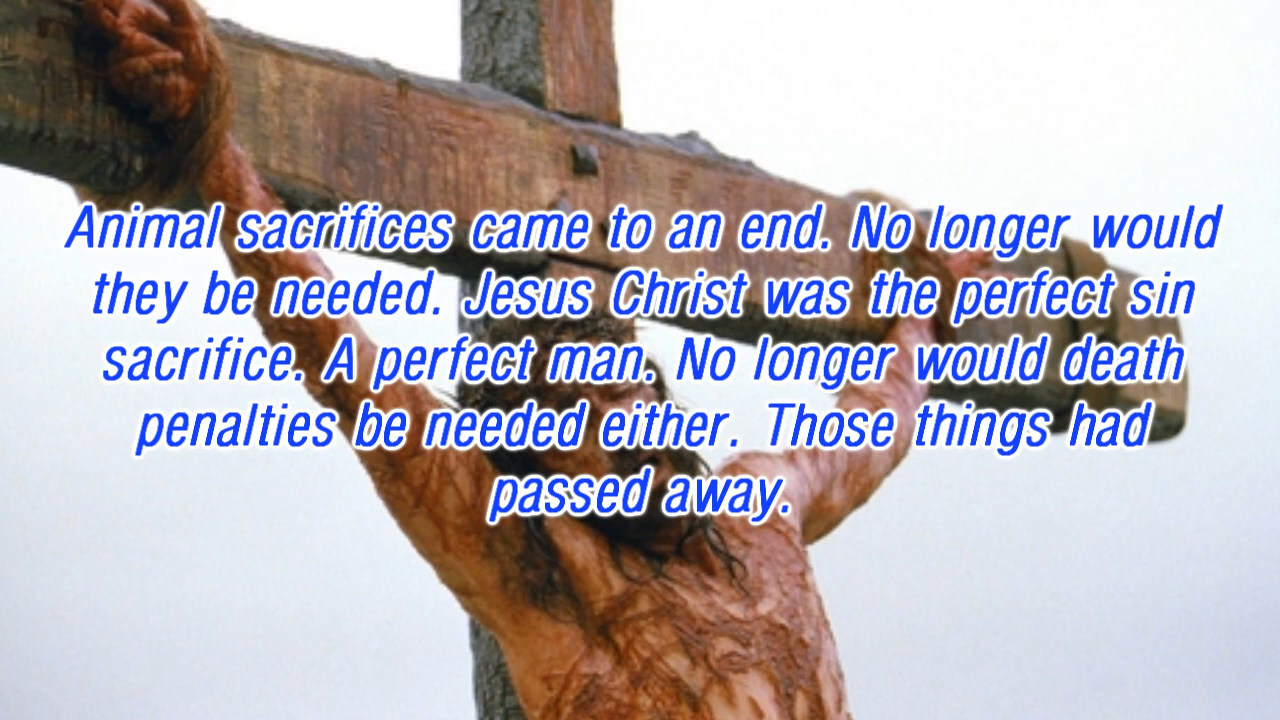 Animal sacrifices came to an end. No longer would
they be needed. Jesus Christ was the perfect sin
sacrifice. A perfect man. No longer would death
penalties be needed either. Those things had
passed away.